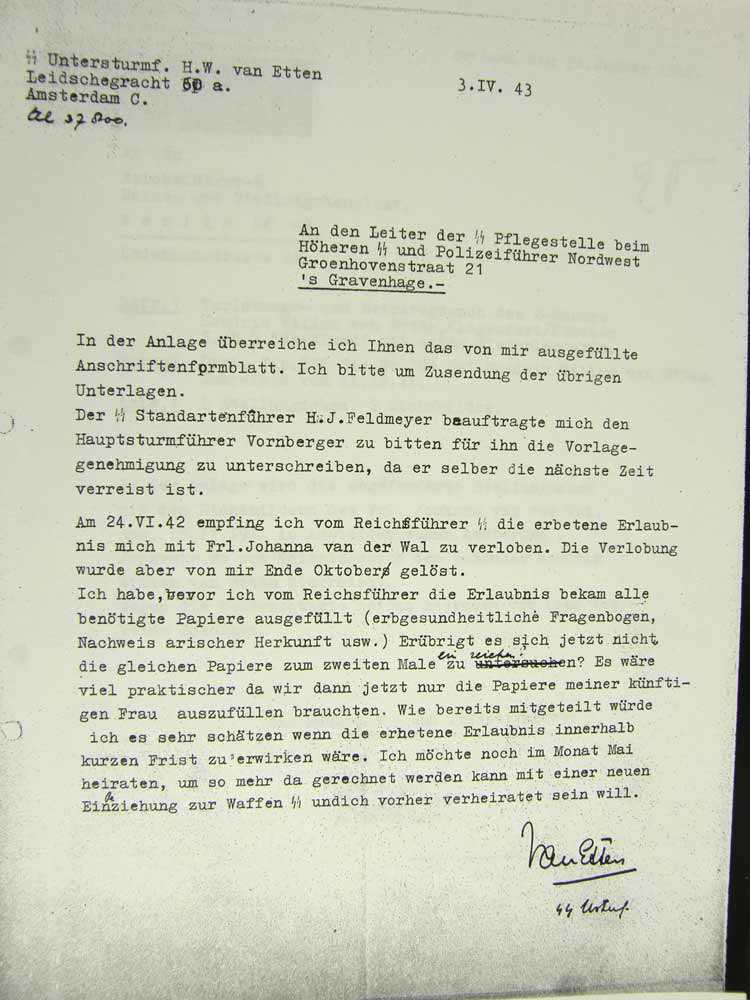 ᛋᛋ Untersturmf. H.W. van Etten
Leidschegracht 60 a.
Amsterdam C.
3.IV. 43
An den Leiter der ᛋᛋ Pflegestelle beim
Höheren ᛋᛋ und Polizeiführer Nordwest
Groenhovenstraat 21
's Gravenhage.-
In der Anlage überreiche ich Ihnen das von mir ausgefüllte
Anschriftenfprmblatt. Ich bitte um Zusendung der übrigen
Unterlagen.
Der ᛋᛋ Standartenführer H.J.Feldmeyer beauftragte mich den
Hauptsturmführer Vornberger zu bitten für ihn die Vorlage-
genehmigung zu unterschreiben, da er selber die nächste Zeit
verreist ist.
Am 24.VI.42 empfing ich vom Reichsführer ᛋᛋ die erbetene Erlaub-
nis mich mit Frl.Johanna van der Wal zu verloben. Die Verlobung
wurde aber von mir Ende Oktober gelöst.
Ich habe,bevor ich vom Reichsführer die Erlaubnis bekam alle
benötigte Papiere ausgefüllt (erbgesundheitliche Fragenbogen,
Nachweis arischer Herkunft usw.) Erübrigt es sich jetzt nicht,
die gleichen Papiere zum zweiten Male ein zu reichen? Es wäre
viel praktischer da wir dann jetzt nur die Papiere meiner künfti-
gen Frau auszufüllen brauchten. Wie bereits mitgeteilt würde
ich es sehr schätzen wenn die erhetene Erlaubnis innerhalb
kurzen Frist zu erwirken wäre. Ich möchte noch im Monat Mai
heiraten, um so mehr da gerechnet werden kann mit einer neuen
Einbeziehung zur Waffen ᛋᛋ undich vorher verheiratet sein will.
Van Etten
ᛋᛋ Ustuf.